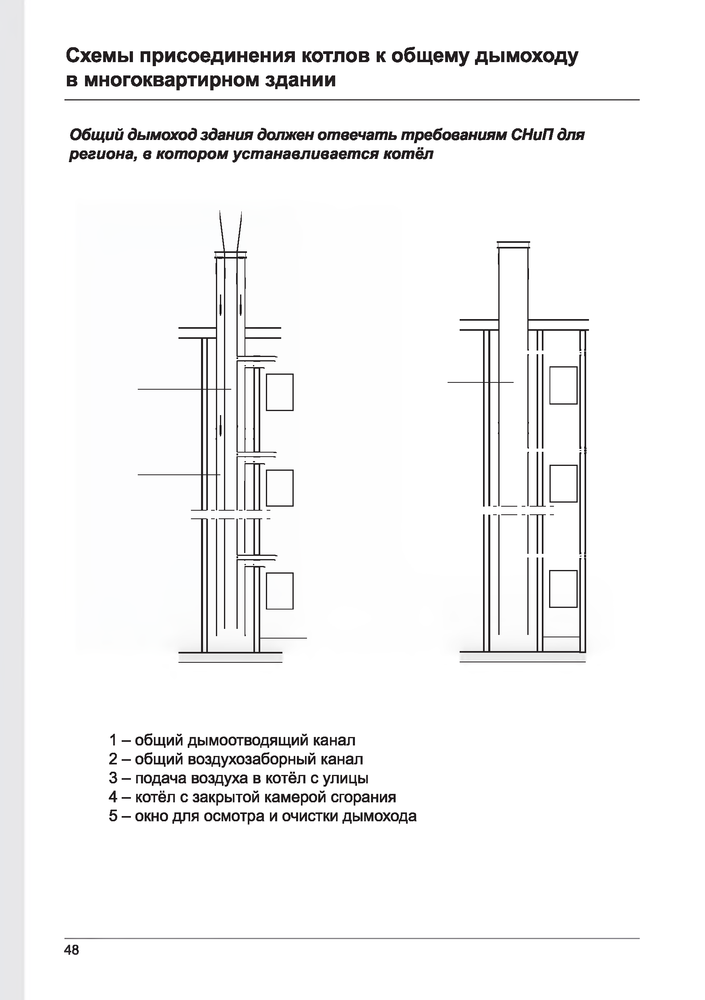 Схемы присоединения котлов к общему дымоходу
в многоквартирном здании
Общий дымоход здания должен отвечать требованиям СНиП для
региона, в котором устанавливается котёл
1 – общий дымоотводящий канал
2 – общий воздухозаборный канал
3 – подача воздуха в котёл с улицы
4 – котёл с закрытой камерой сгорания
5 – окно для осмотра и очистки дымохода
48